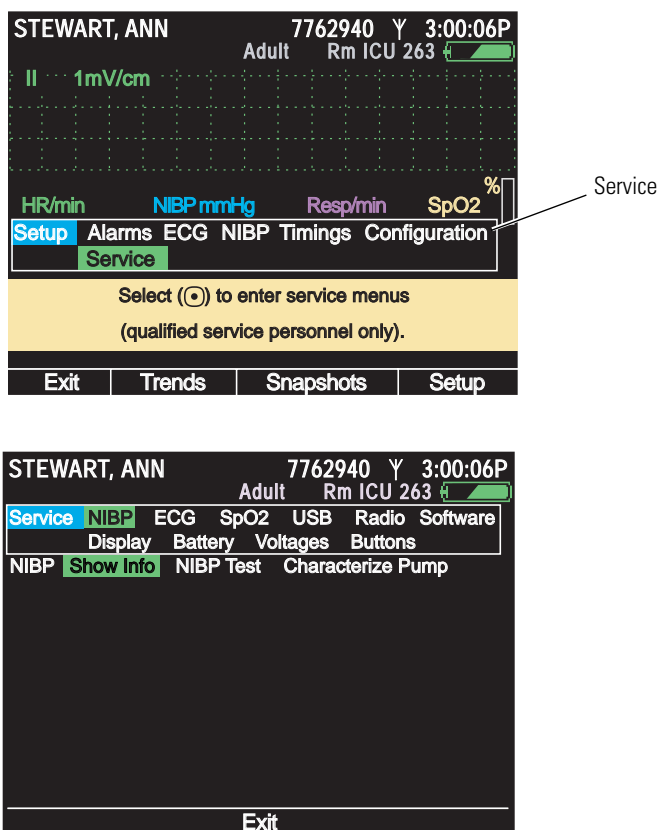 STEWART, ANN 7762940 3:00:06P
Adult Rm ICU 263
II 1mV/cm
%
HR/min NIBP mmHg Resp/min SpO2
Service
Setup Alarms ECG NIBP Timings Configuration
Service
Select (⊙) to enter service menus
(qualified service personnel only).
Exit Trends Snapshots Setup
STEWART, ANN 7762940 3:00:06P
Adult Rm ICU 263
Service NIBP ECG SpO2 USB Radio Software
Display Battery Voltages Buttons
NIBP Show Info NIBP Test Characterize Pump
Exit